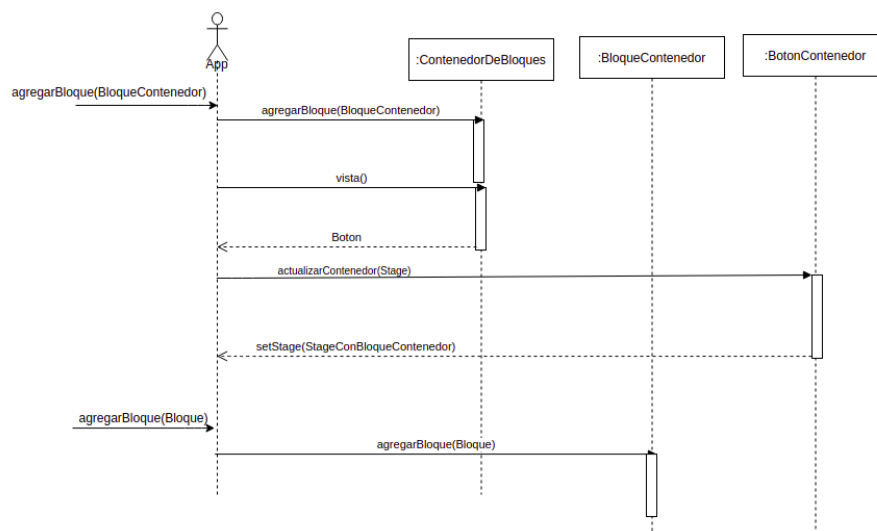 App
:ContenedorDeBloques
:BloqueContenedor
:BotonContenedor
agregarBloque(BloqueContenedor)
agregarBloque(BloqueContenedor)
vista()
Boton
actualizarContenedor(Stage)
setStage(StageConBloqueContenedor)
agregarBloque(Bloque)
agregarBloque(Bloque)